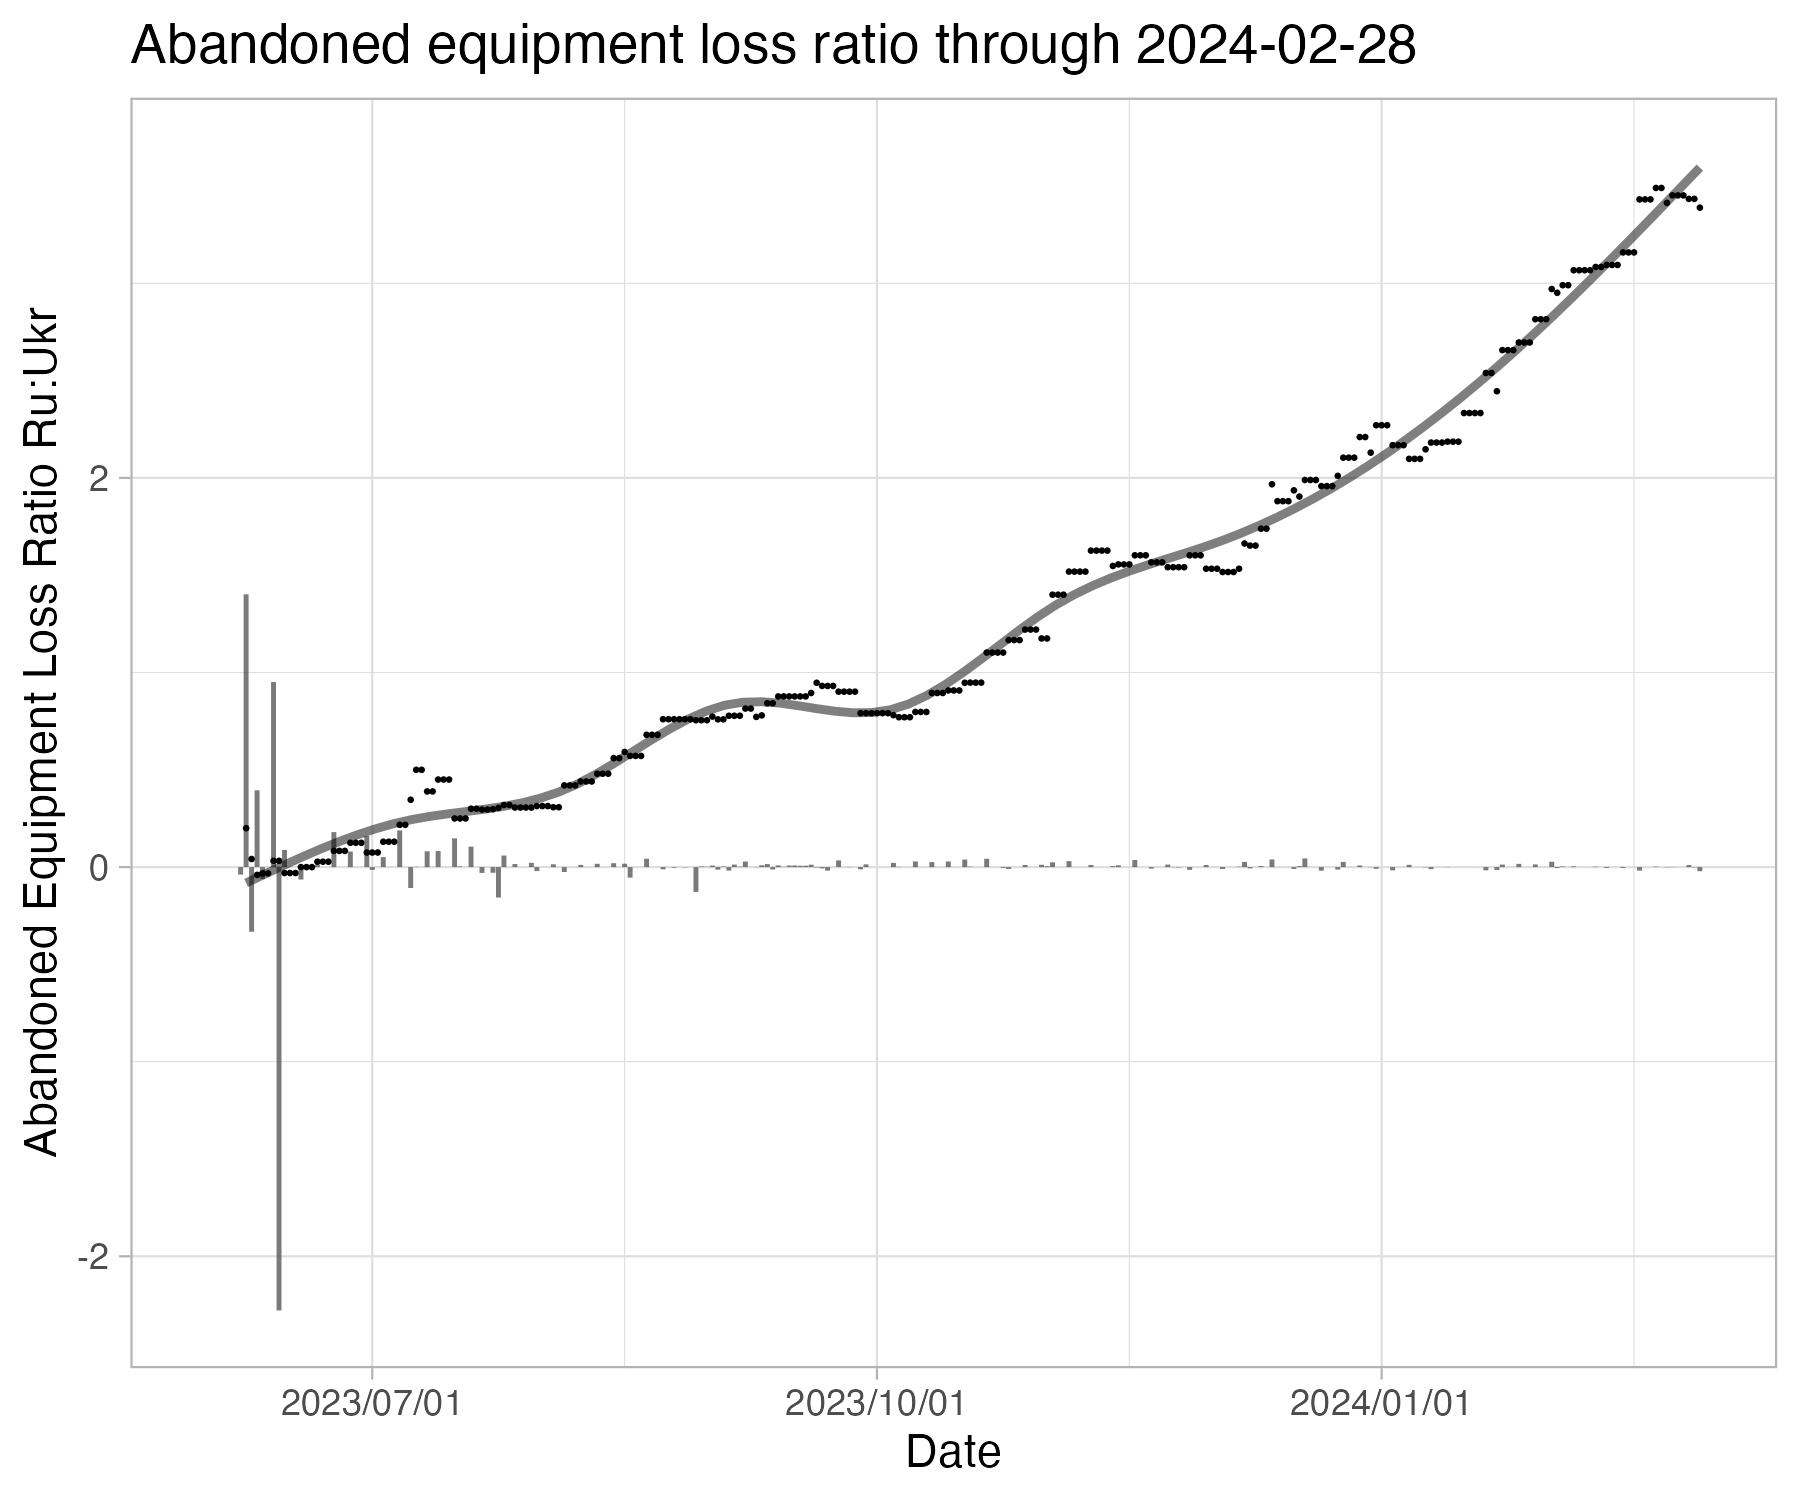 Abandoned equipment loss ratio through 2024-02-28
Abandoned Equipment Loss Ratio Ru:Ukr
2
0
-2
2023/07/01
2023/10/01
2024/01/01
Date